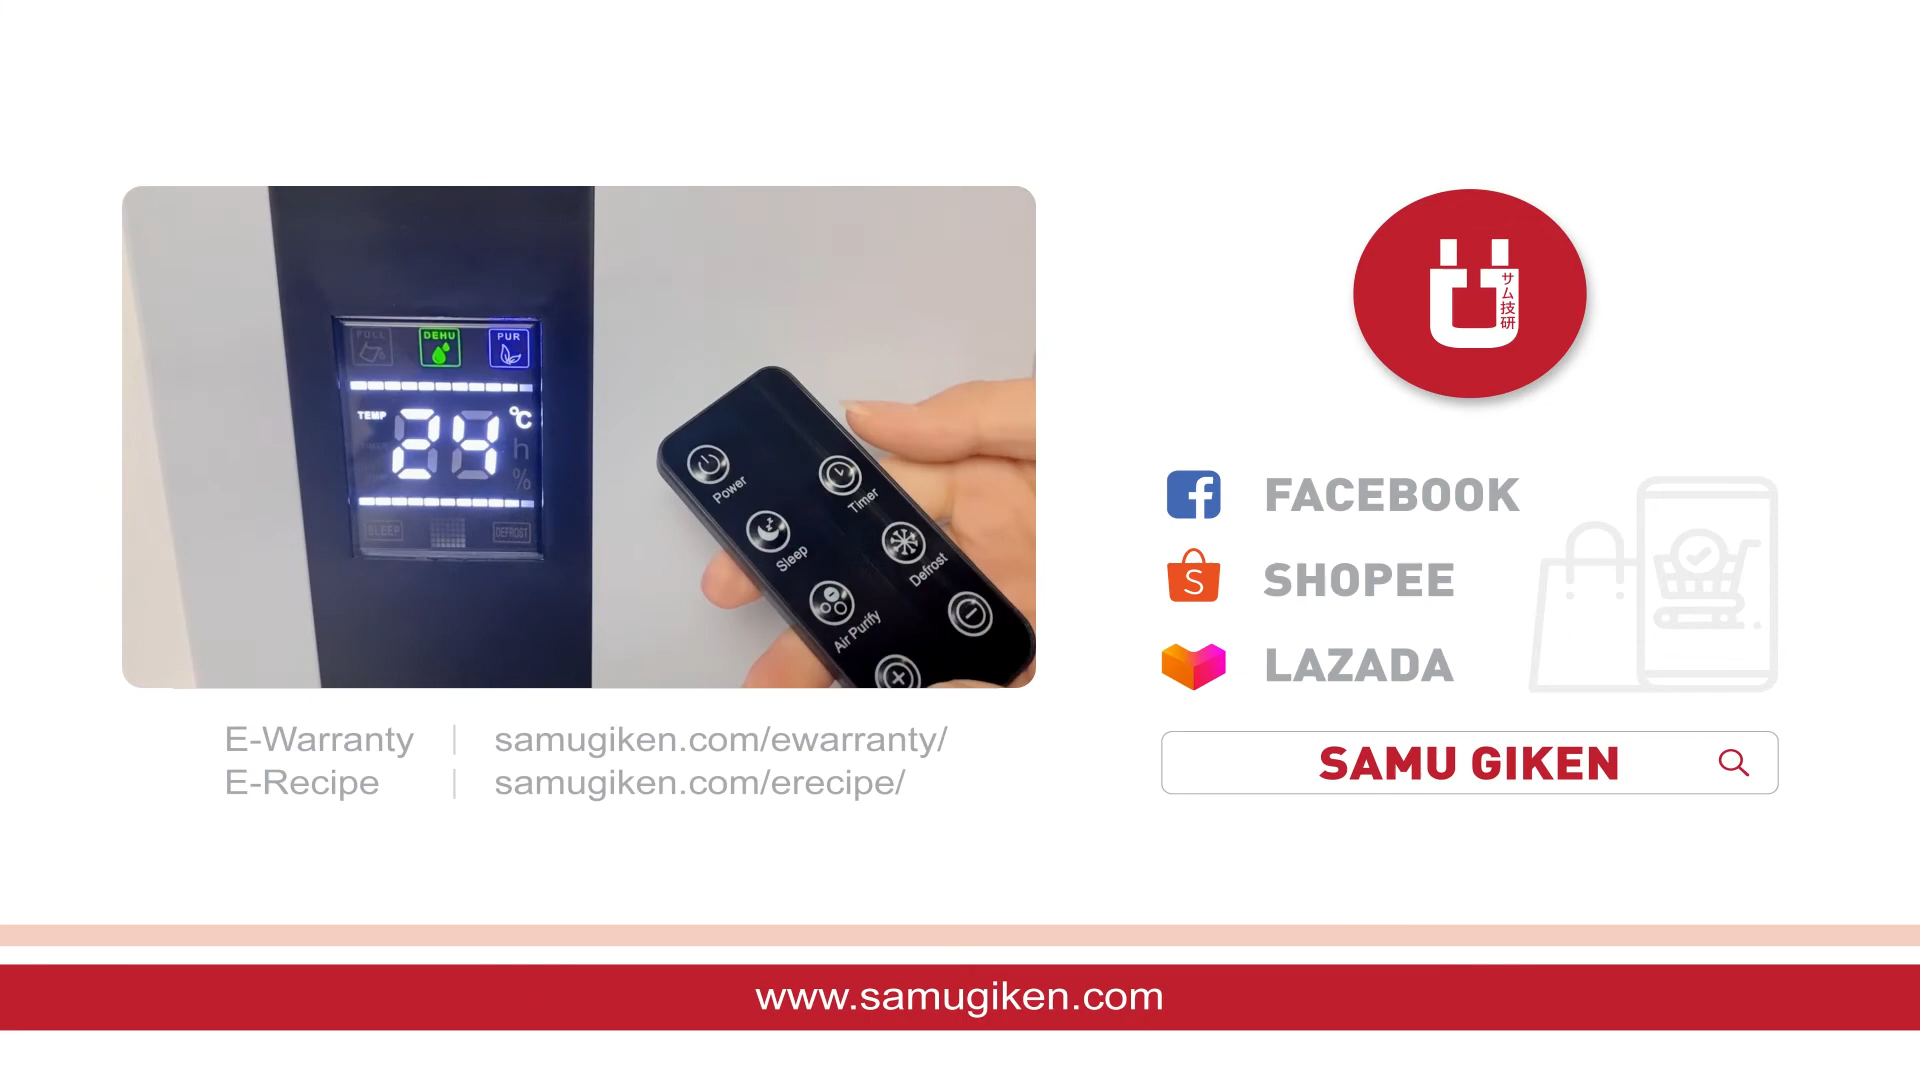 FULL
DEHU
PUR
TEMP
24
°C
h
%
SLEEP
DEFROST
Power
Timer
Sleep
Defrost
Air Purify
サム技研
FACEBOOK
SHOPEE
LAZADA
SAMU GIKEN
E-Warranty | samugiken.com/ewarranty/
E-Recipe | samugiken.com/erecipe/
www.samugiken.com